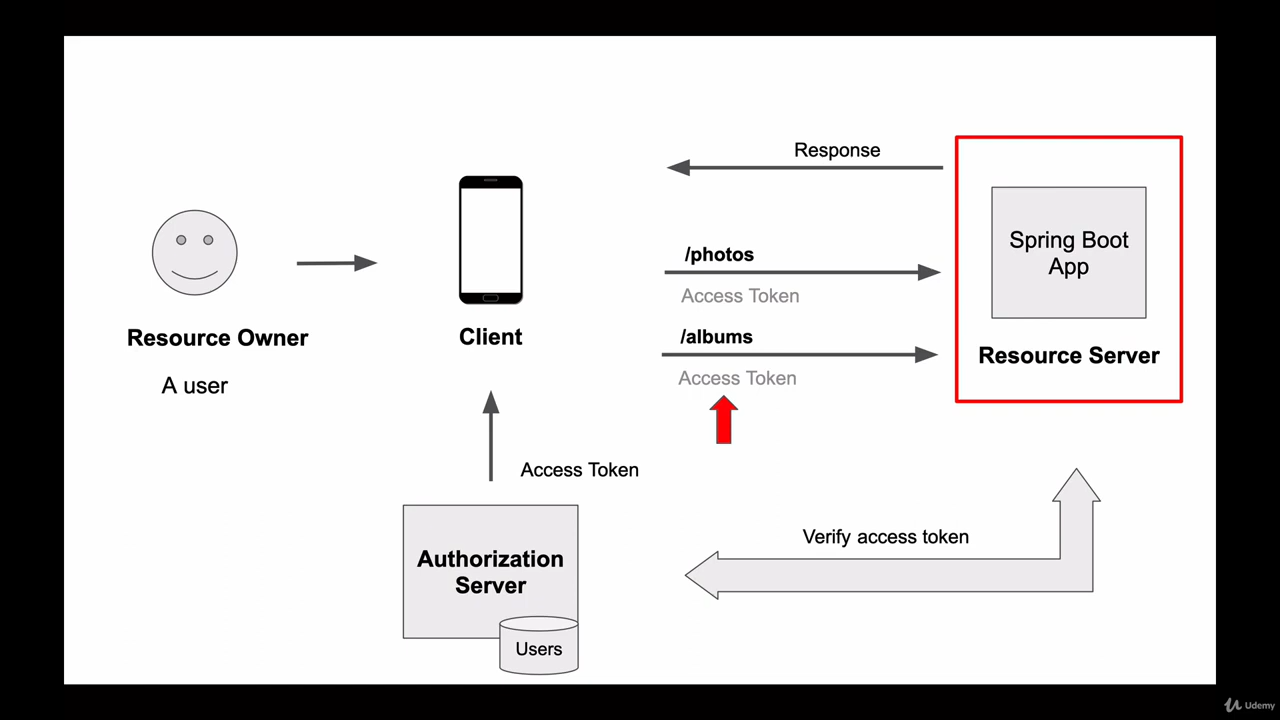 Response
/photos
Access Token
/albums
Access Token
Spring Boot
App
Resource Server
Resource Owner
A user
Client
Access Token
Authorization
Server
Users
Verify access token
Udemy